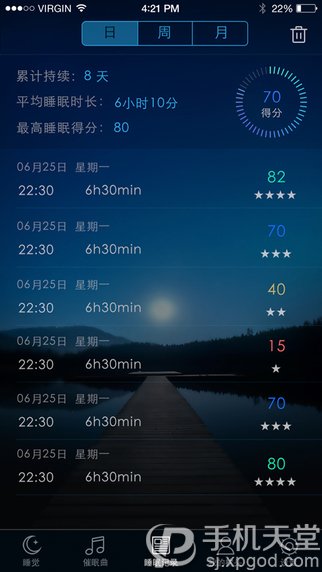 VIRGIN 4:21 PM
日 周 月
累计持续：8 天
平均睡眠时长：6小时10分
最高睡眠得分：80
70
得分
06月25日 星期一
82
22:30 6h30min
06月25日 星期一
70
22:30 6h30min
06月25日 星期一
40
22:30 6h30min
06月25日 星期一
15
22:30 6h30min
06月25日 星期一
70
22:30 6h30min
06月25日 星期一
80
22:30 6h30min
手机天堂
睡觉 催眠曲 睡眠记录
sj.xpgod.com